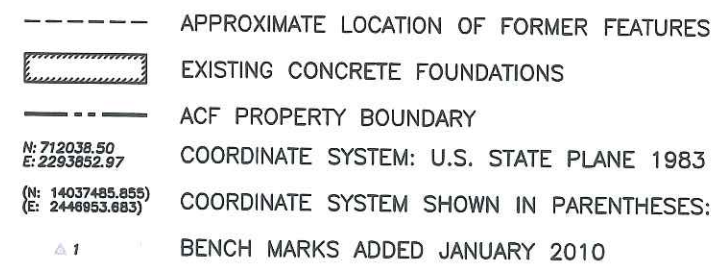 APPROXIMATE LOCATION OF FORMER FEATURES
EXISTING CONCRETE FOUNDATIONS
ACF PROPERTY BOUNDARY
N: 712038.50
E: 2293852.97
COORDINATE SYSTEM: U.S. STATE PLANE 1983
(N: 14037485.855)
(E: 2446953.683)
COORDINATE SYSTEM SHOWN IN PARENTHESES:
1
BENCH MARKS ADDED JANUARY 2010